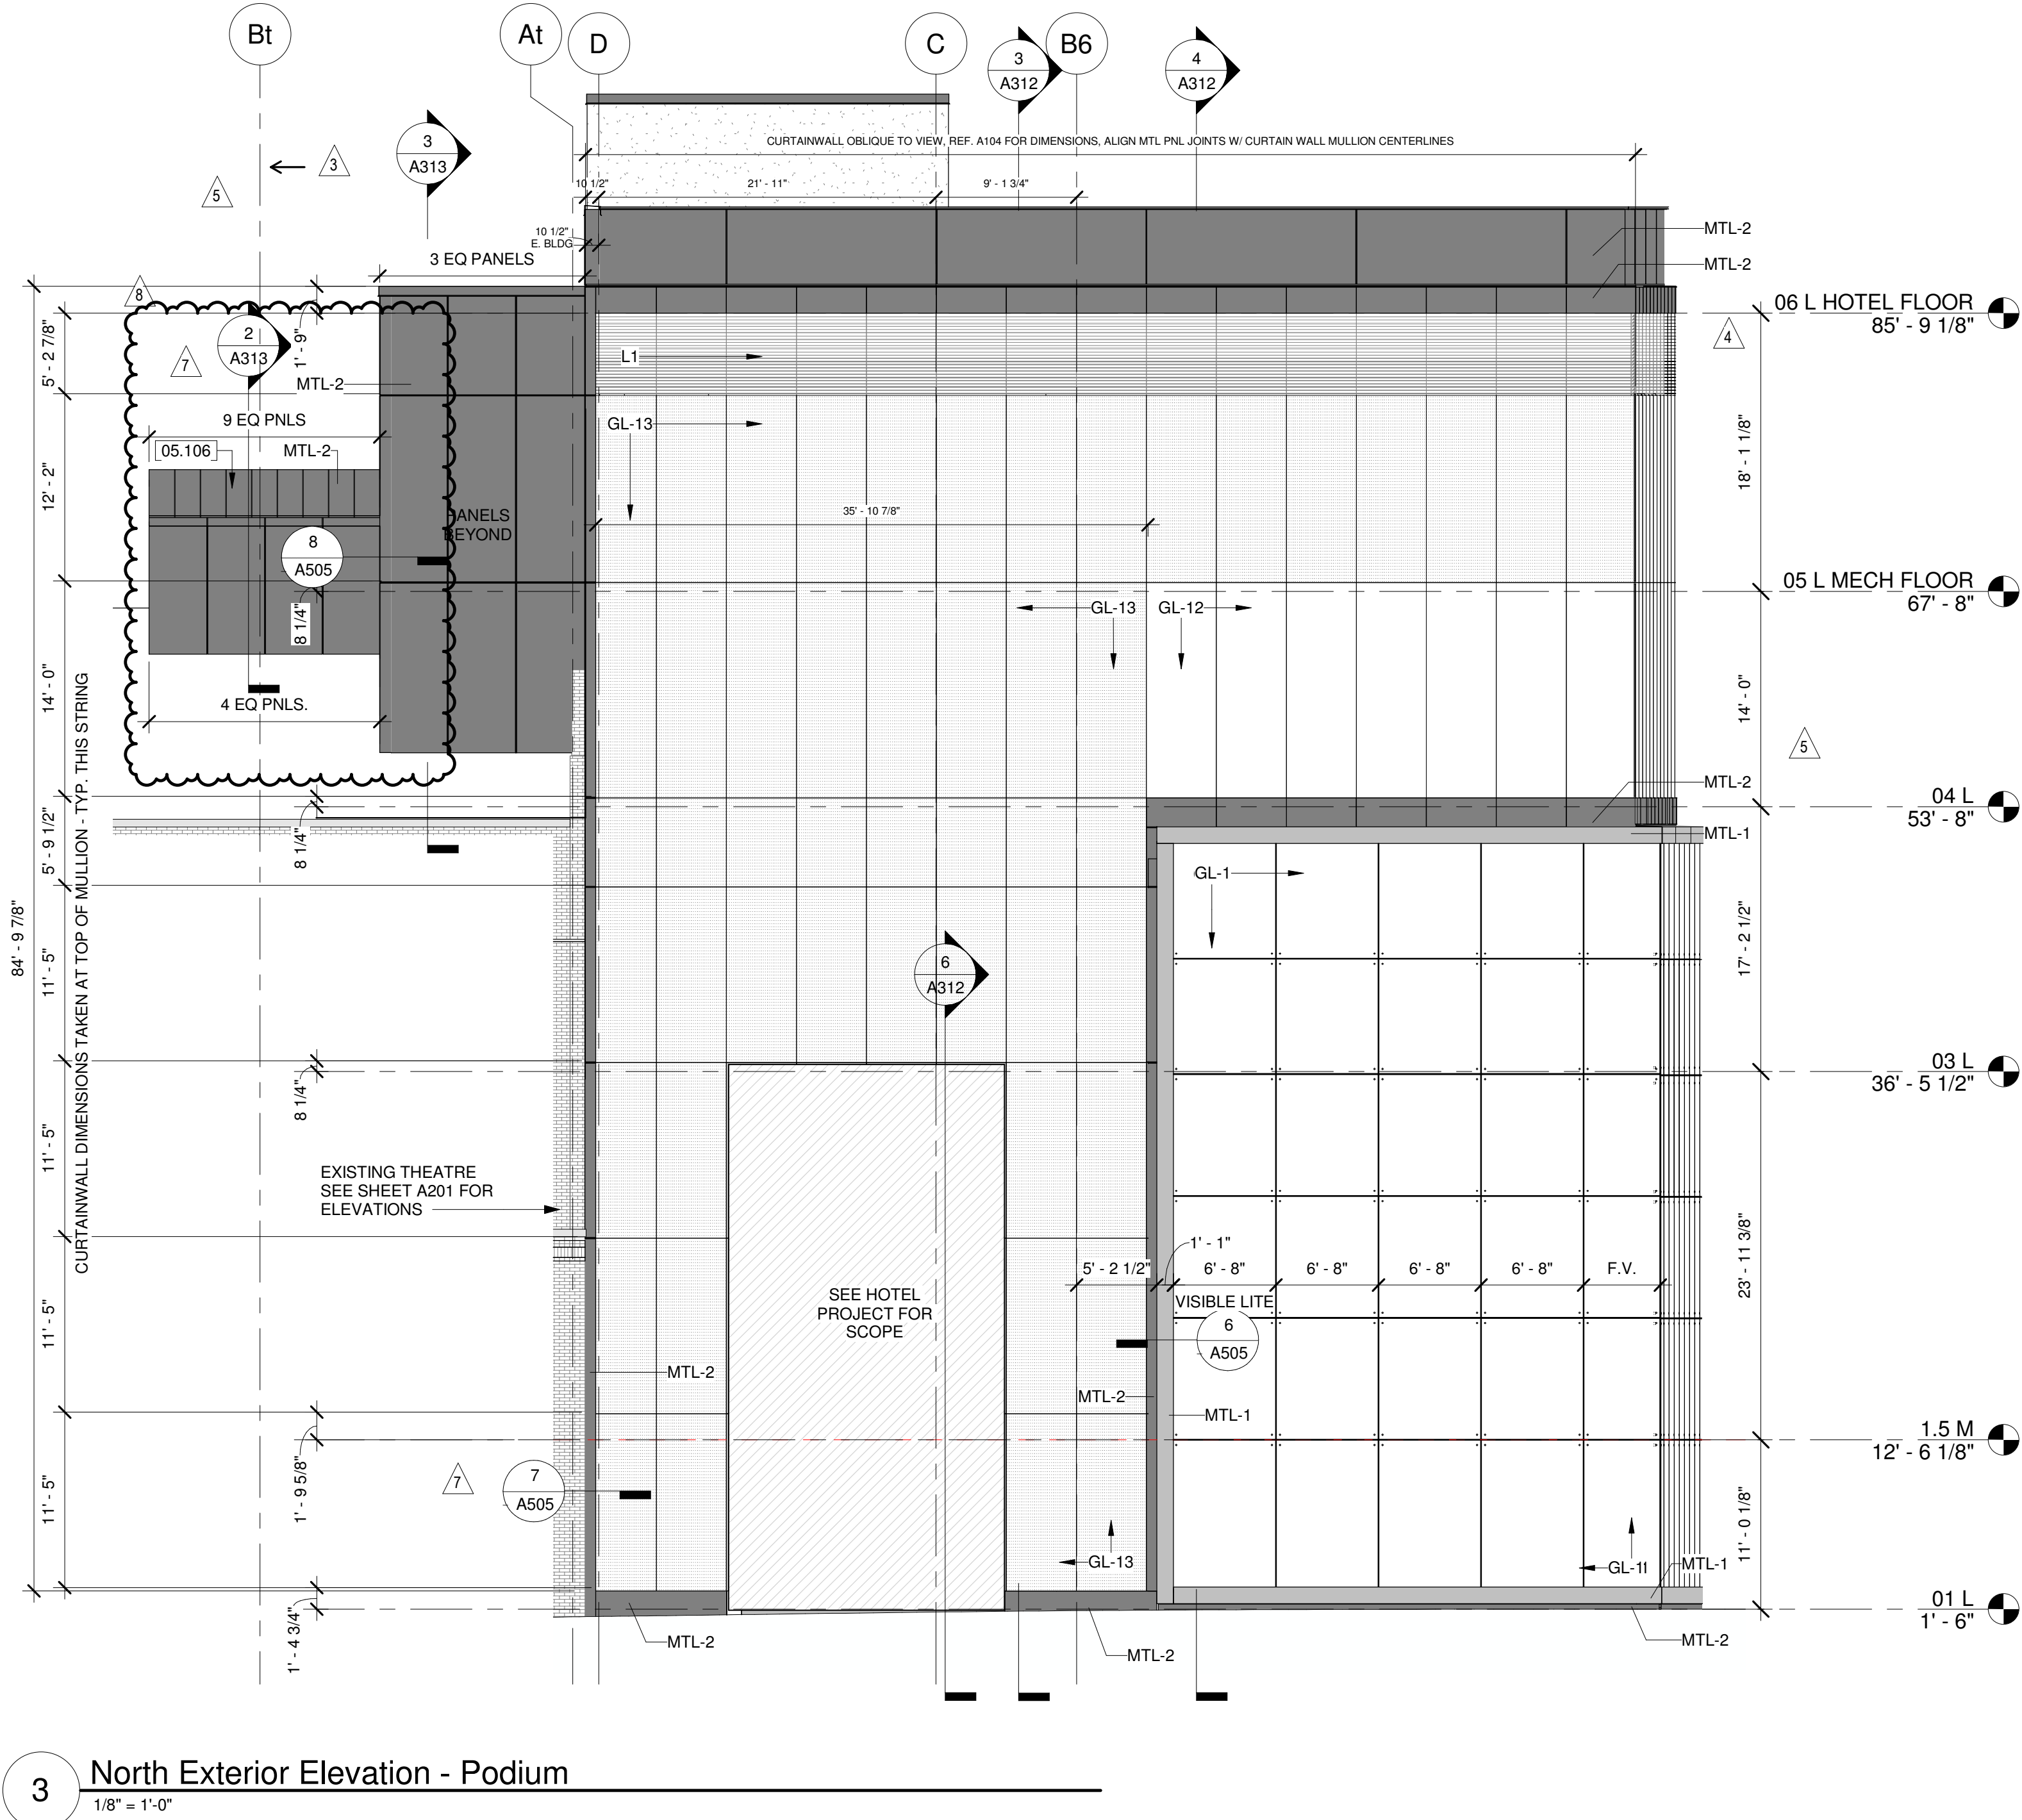 Bt
At
D
C
B6
3
A312
4
A312
3
A313
3
5
CURTAINWALL OBLIQUE TO VIEW, REF. A104 FOR DIMENSIONS, ALIGN MTL PNL JOINTS W/ CURTAIN WALL MULLION CENTERLINES
10 1/2"
21' - 11"
9' - 1 3/4"
10 1/2"
E. BLDG
3 EQ PANELS
MTL-2
MTL-2
8
2
A313
7
1' - 9"
MTL-2
L1
06 L HOTEL FLOOR
85' - 9 1/8"
4
5' - 2 7/8"
9 EQ PNLS
05.106
MTL-2
GL-13
18' - 1 1/8"
12' - 2"
PANELS
BEYOND
35' - 10 7/8"
8
A505
8 1/4"
GL-13
GL-12
05 L MECH FLOOR
67' - 8"
14' - 0"
4 EQ PNLS.
14' - 0"
5
MTL-2
04 L
53' - 8"
MTL-1
8 1/4"
5' - 9 1/2"
GL-1
84' - 9 7/8"
CURTAINWALL DIMENSIONS TAKEN AT TOP OF MULLION - TYP. THIS STRING
11' - 5"
6
A312
17' - 2 1/2"
8 1/4"
03 L
36' - 5 1/2"
11' - 5"
EXISTING THEATRE
SEE SHEET A201 FOR
ELEVATIONS
1' - 1"
5' - 2 1/2"
6' - 8"
6' - 8"
6' - 8"
6' - 8"
F.V.
23' - 11 3/8"
SEE HOTEL
PROJECT FOR
SCOPE
VISIBLE LITE
6
A505
11' - 5"
MTL-2
MTL-2
MTL-1
1.5 M
12' - 6 1/8"
1' - 9 5/8"
7
7
A505
11' - 5"
11' - 0 1/8"
GL-13
GL-11
MTL-1
01 L
1' - 6"
1' - 4 3/4"
MTL-2
MTL-2
MTL-2
3
North Exterior Elevation - Podium
1/8" = 1'-0"